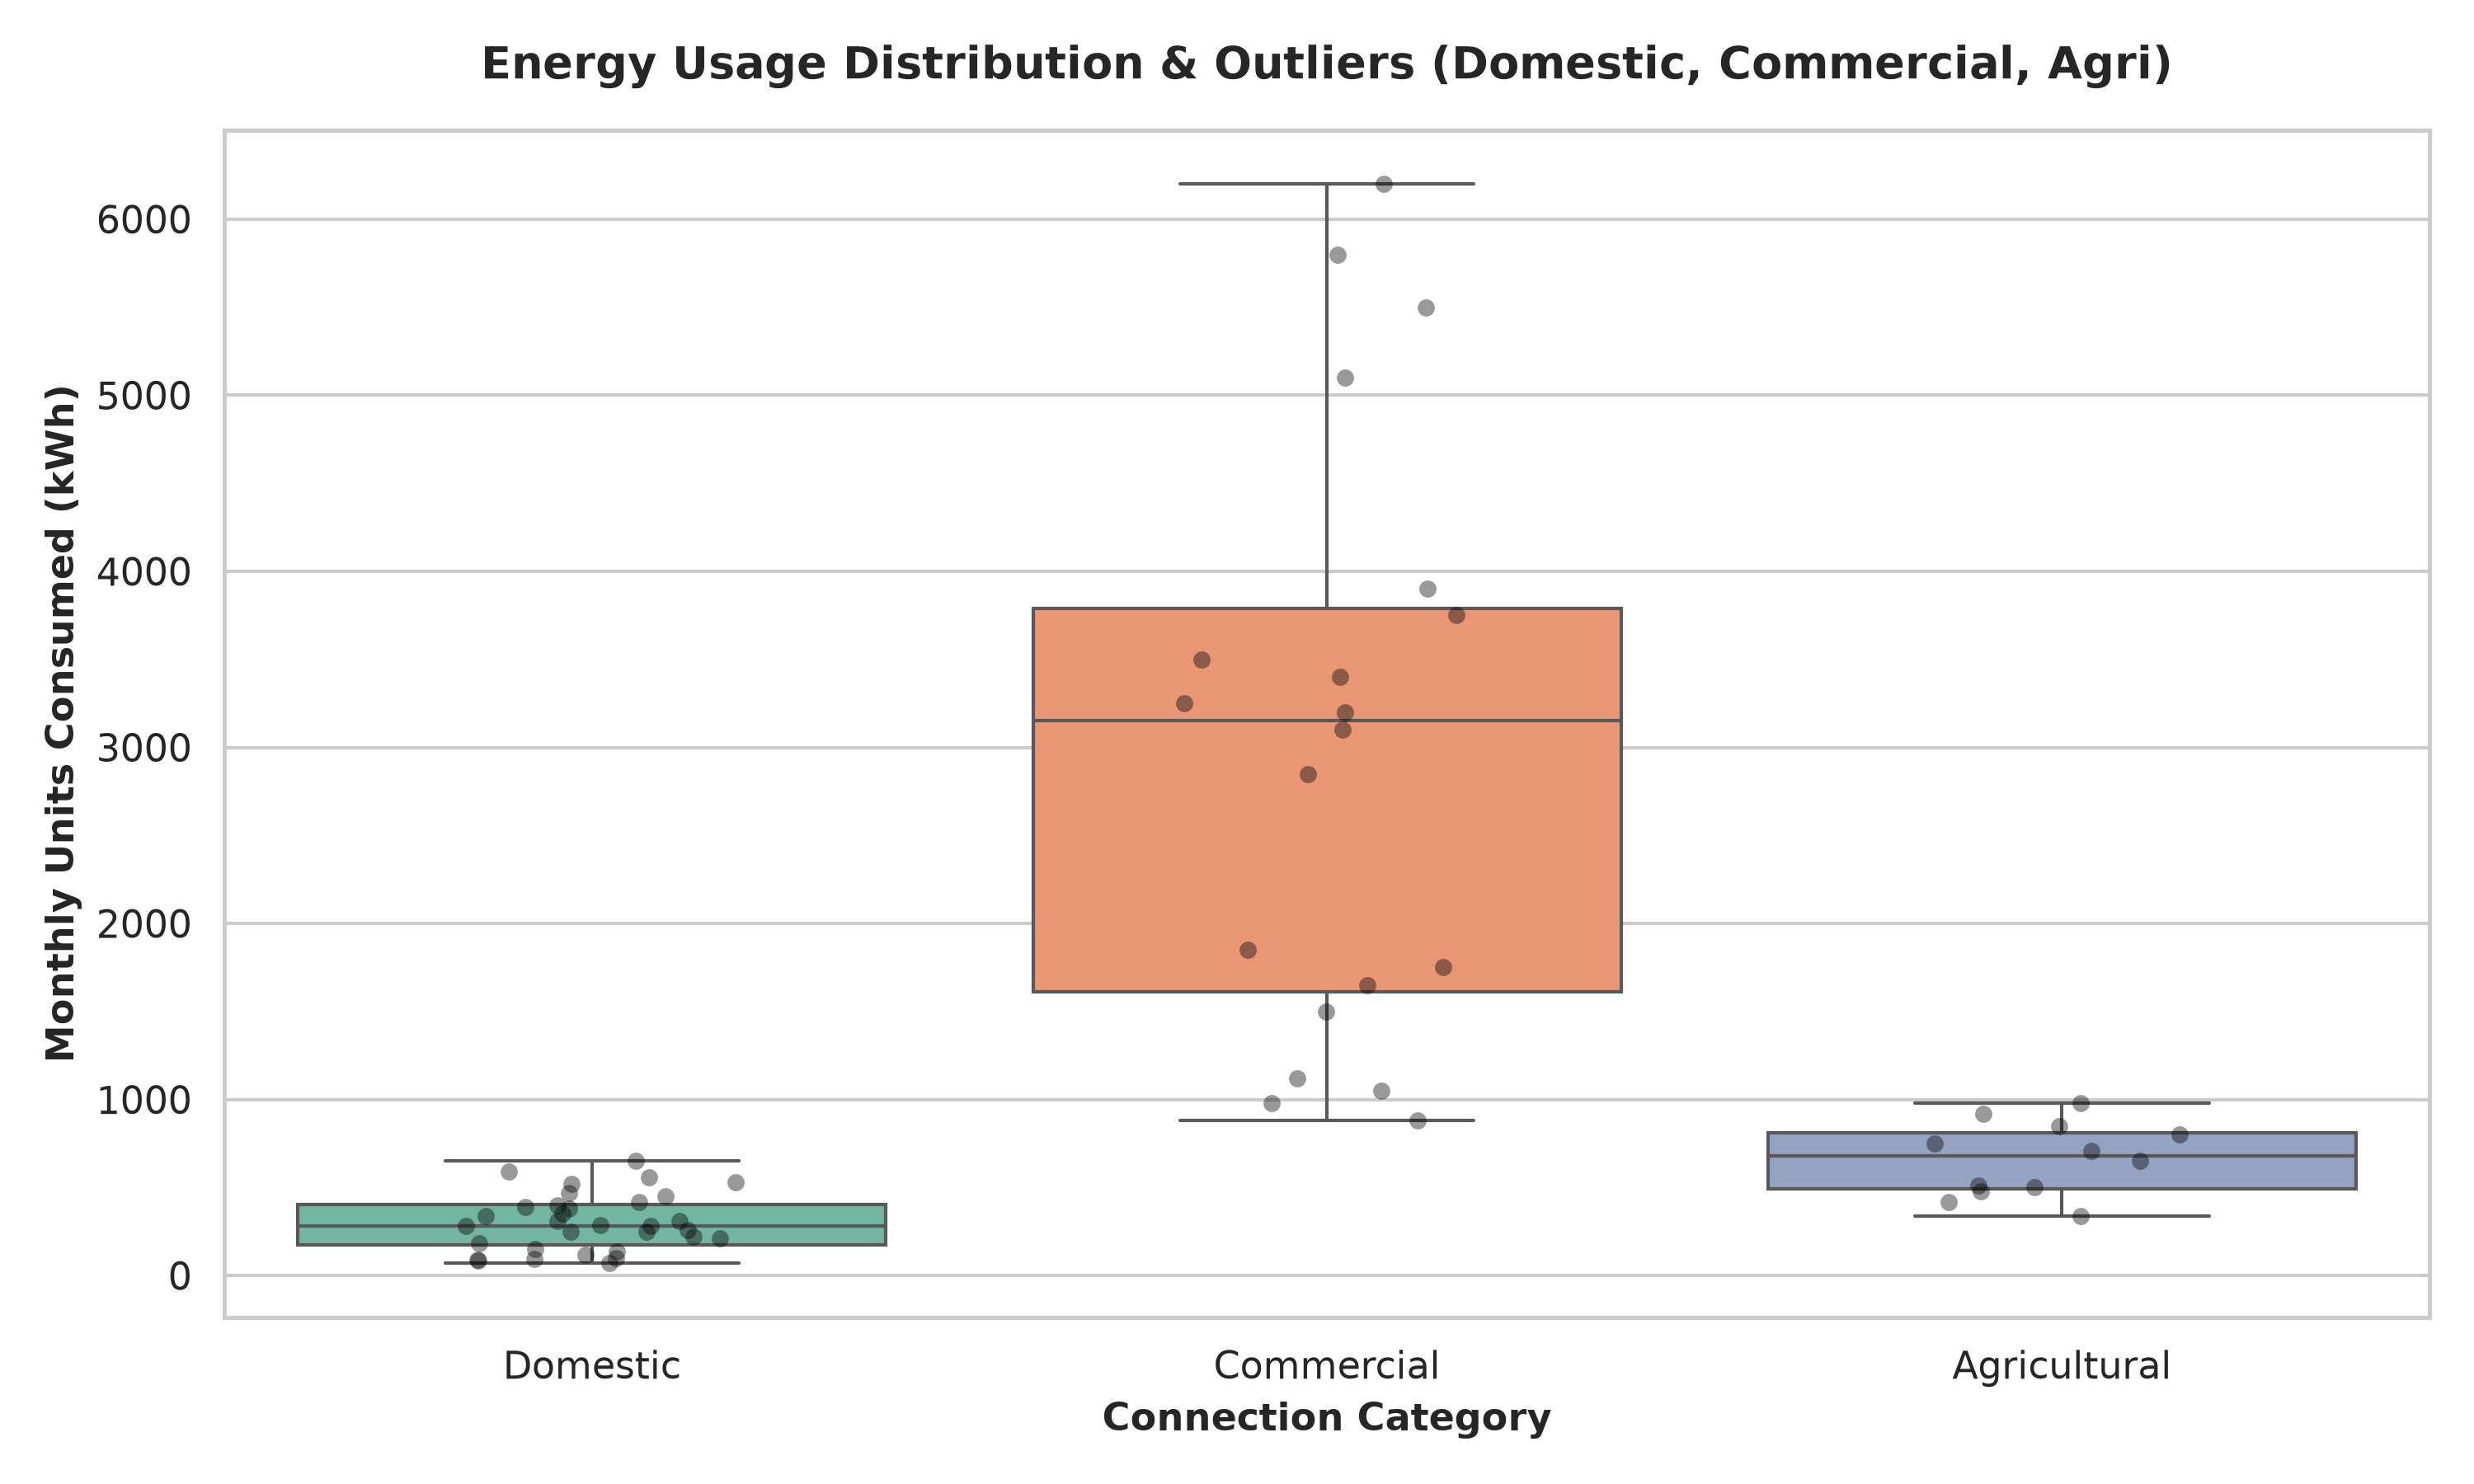 Energy Usage Distribution & Outliers (Domestic, Commercial, Agri)
Monthly Units Consumed (kWh)
6000
5000
4000
3000
2000
1000
0
Domestic
Commercial
Agricultural
Connection Category